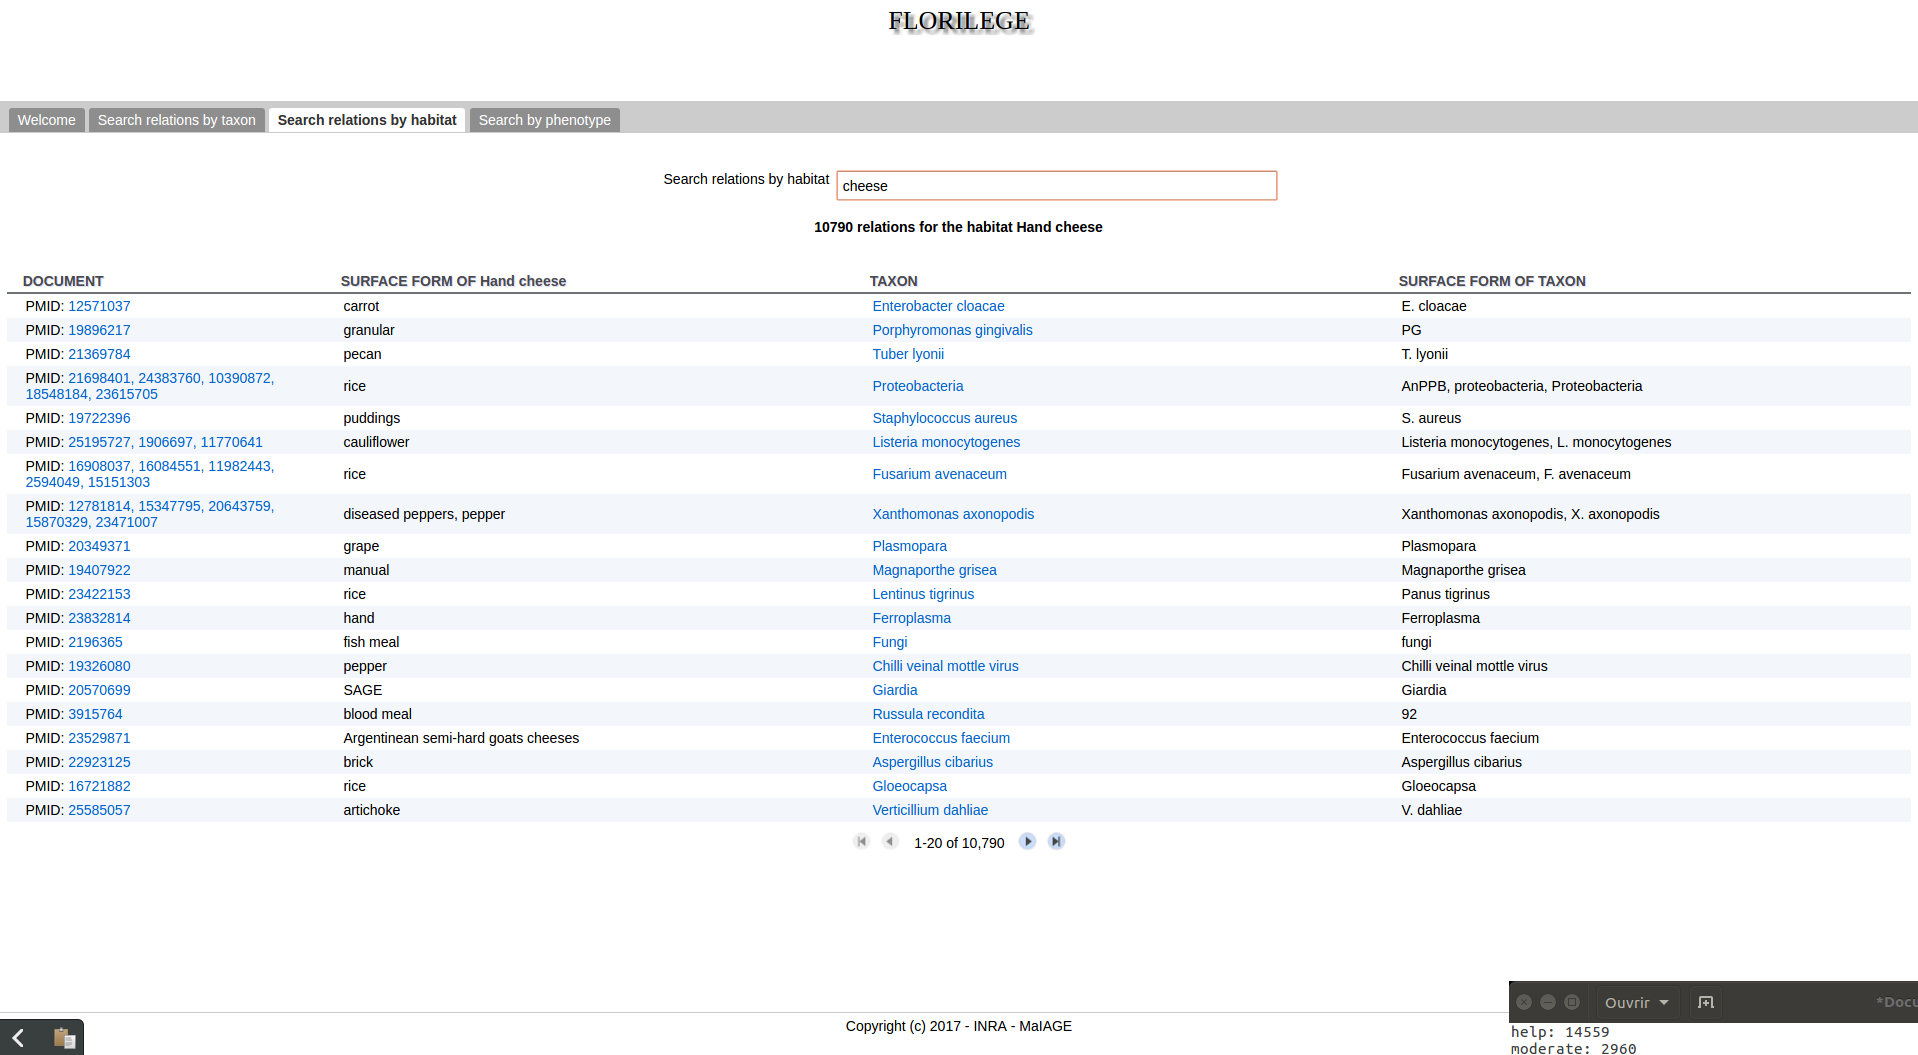 FLORILEGE
Welcome Search relations by taxon Search relations by habitat Search by phenotype
Search relations by habitat cheese
10790 relations for the habitat Hand cheese
DOCUMENT SURFACE FORM OF Hand cheese TAXON SURFACE FORM OF TAXON
PMID: 12571037 carrot Enterobacter cloacae E. cloacae
PMID: 19896217 granular Porphyromonas gingivalis PG
PMID: 21369784 pecan Tuber lyonii T. lyonii
PMID: 21698401, 24383760, 10390872,
18548184, 23615705 rice Proteobacteria AnPPB, proteobacteria, Proteobacteria
PMID: 19722396 puddings Staphylococcus aureus S. aureus
PMID: 25195727, 1906697, 11770641 cauliflower Listeria monocytogenes Listeria monocytogenes, L. monocytogenes
PMID: 16908037, 16084551, 11982443,
2594049, 15151303 rice Fusarium avenaceum Fusarium avenaceum, F. avenaceum
PMID: 12781814, 15347795, 20643759,
15870329, 23471007 diseased peppers, pepper Xanthomonas axonopodis Xanthomonas axonopodis, X. axonopodis
PMID: 20349371 grape Plasmopara Plasmopara
PMID: 19407922 manual Magnaporthe grisea Magnaporthe grisea
PMID: 23422153 rice Lentinus tigrinus Panus tigrinus
PMID: 23832814 hand Ferroplasma Ferroplasma
PMID: 2196365 fish meal Fungi fungi
PMID: 19326080 pepper Chilli veinal mottle virus Chilli veinal mottle virus
PMID: 20570699 SAGE Giardia Giardia
PMID: 3915764 blood meal Russula recondita 92
PMID: 23529871 Argentinean semi-hard goats cheeses Enterococcus faecium Enterococcus faecium
PMID: 22923125 brick Aspergillus cibarius Aspergillus cibarius
PMID: 16721882 rice Gloeocapsa Gloeocapsa
PMID: 25585057 artichoke Verticillium dahliae V. dahliae
1-20 of 10,790
Ouvrir *Docu
Copyright (c) 2017 - INRA - MaIAGE
help: 14559
moderate: 2960